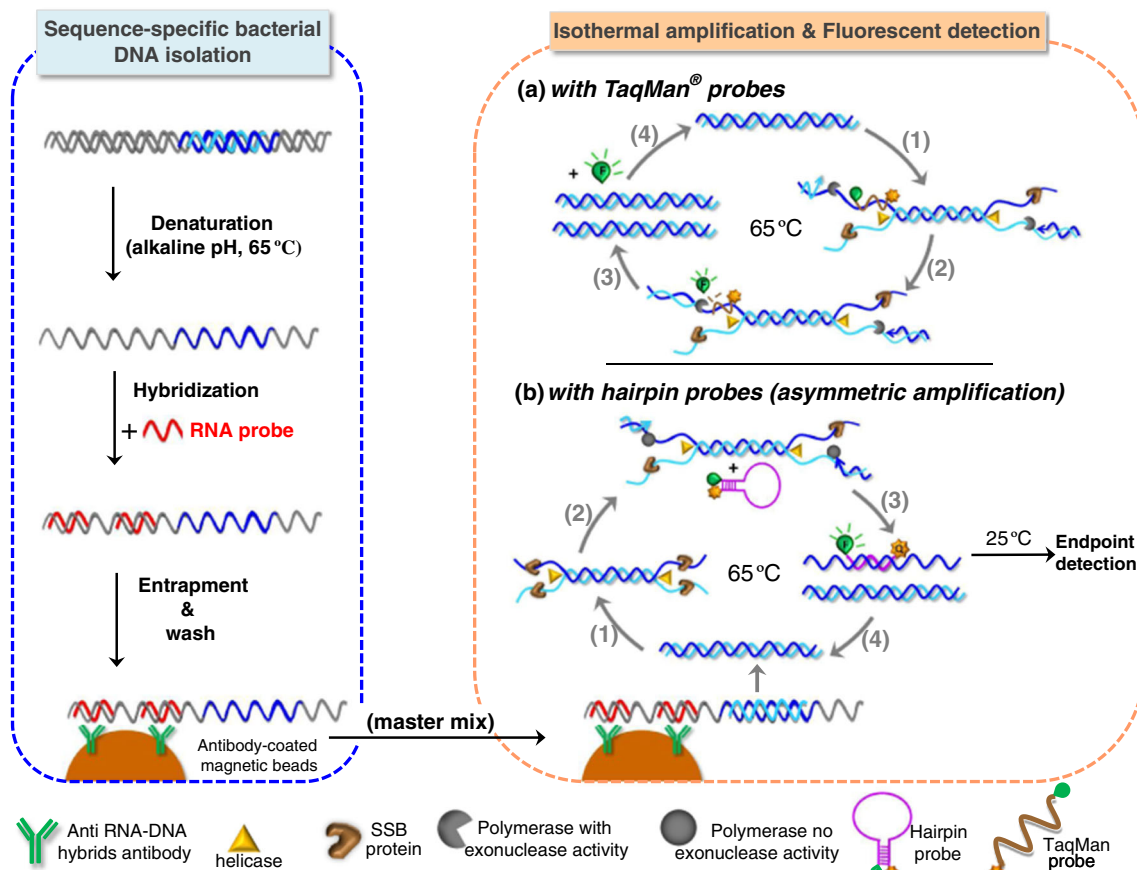 Sequence-specific bacterial
DNA isolation
Denaturation
(alkaline pH, 65 ºC)
Hybridization
+ RNA probe
Entrapment
&
wash
Antibody-coated
magnetic beads
(master mix)
Isothermal amplification & Fluorescent detection
(a) with TaqMan® probes
(4)
(1)
+ F
65 ºC
(3)
(2)
F
(b) with hairpin probes (asymmetric amplification)
+
(2)
(3)
F
Q
25 ºC
Endpoint
detection
65 ºC
(1)
(4)
Anti RNA-DNA
hybrids antibody
helicase
SSB
protein
Polymerase with
exonuclease activity
Polymerase no
exonuclease activity
Hairpin
probe
TaqMan
probe